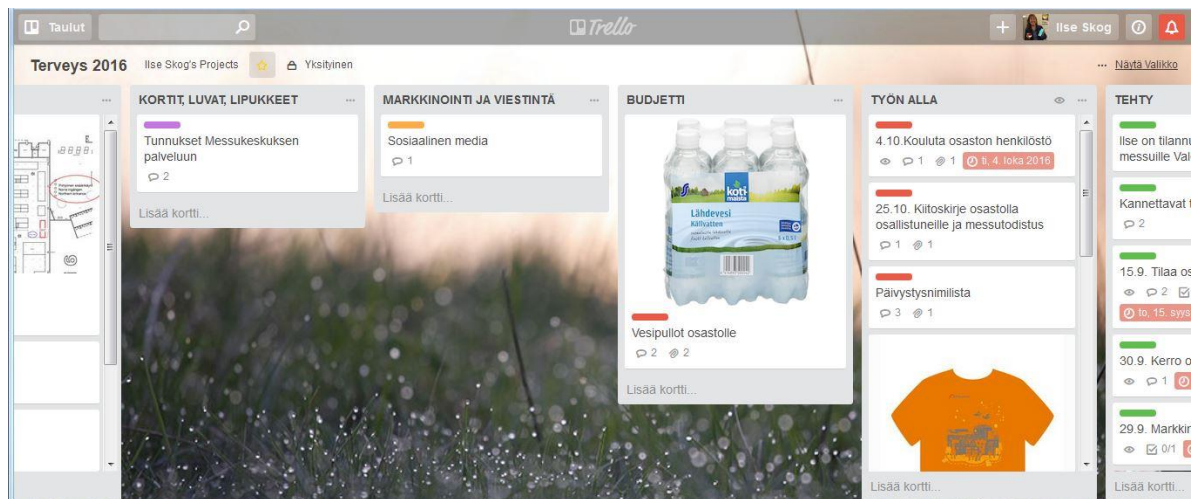 Taulut
Trello
Ilse Skog
Terveys 2016
Ilse Skog's Projects
Yksityinen
Näytä Valikko
KORTIT, LUVAT, LIPUKKEET
Tunnukset Messukeskuksen
palveluun
2
Lisää kortti...
MARKKINOINTI JA VIESTINTÄ
Sosiaalinen media
1
Lisää kortti...
BUDJETTI
koti-
maista
Lähdevesi
Källvatten
Vesipullot osastolle
2 2
Lisää kortti...
TYÖN ALLA
4.10.Kouluta osaston henkilöstö
1 1 ti, 4. loka 2016
25.10. Kiitoskirje osastolla
osallistuneille ja messutodistus
1 1
Päivystysnimilista
3 1
Lisää kortti...
TEHTY
Ilse on tilannu
messuille Val
Kannettavat t
2
15.9. Tilaa os
2
to, 15. syys
30.9. Kerro o
1
29.9. Markkin
0/1
Lisää kortti...